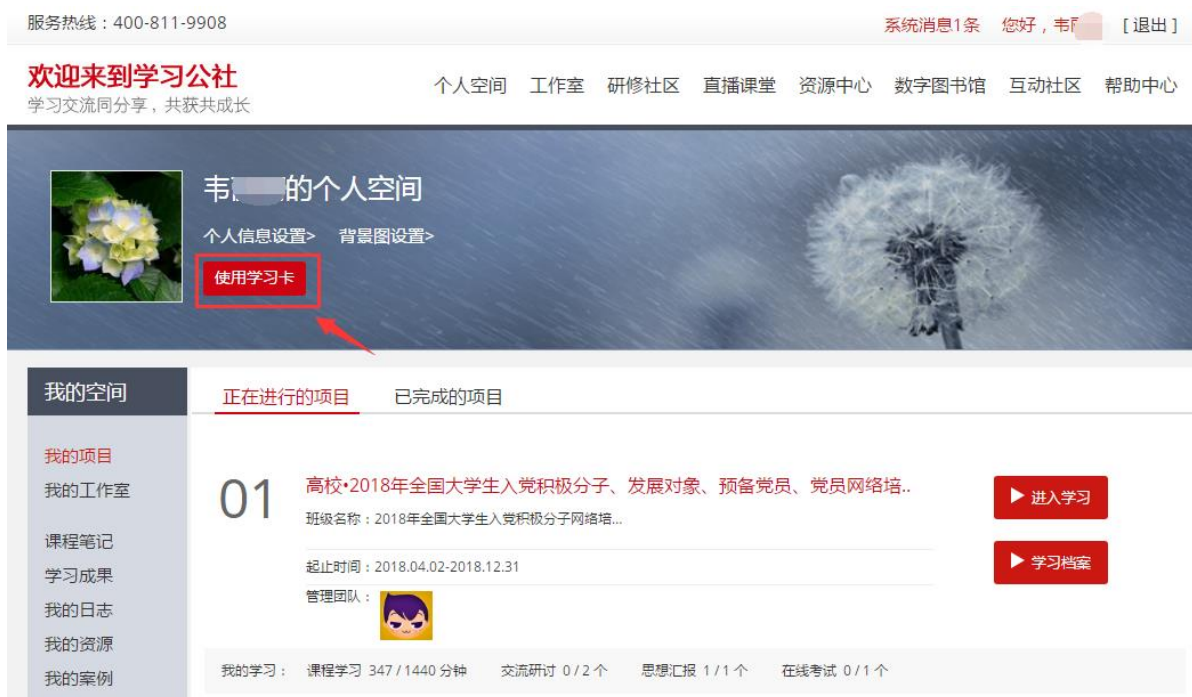 服务热线：400-811-9908
系统消息1条 您好，韦 [ 退出 ]
欢迎来到学习公社
学习交流同分享，共获共成长
个人空间 工作室 研修社区 直播课堂 资源中心 数字图书馆 互动社区 帮助中心
韦 的个人空间
个人信息设置> 背景图设置>
使用学习卡
我的空间
正在进行的项目 已完成的项目
我的项目
我的工作室
课程笔记
学习成果
我的日志
我的资源
我的案例
01
高校•2018年全国大学生入党积极分子、发展对象、预备党员、党员网络培..
班级名称：2018年全国大学生入党积极分子网络培...
起止时间：2018.04.02-2018.12.31
管理团队：
进入学习
学习档案
我的学习： 课程学习 347 / 1440 分钟 交流研讨 0 / 2 个 思想汇报 1 / 1 个 在线考试 0 / 1 个